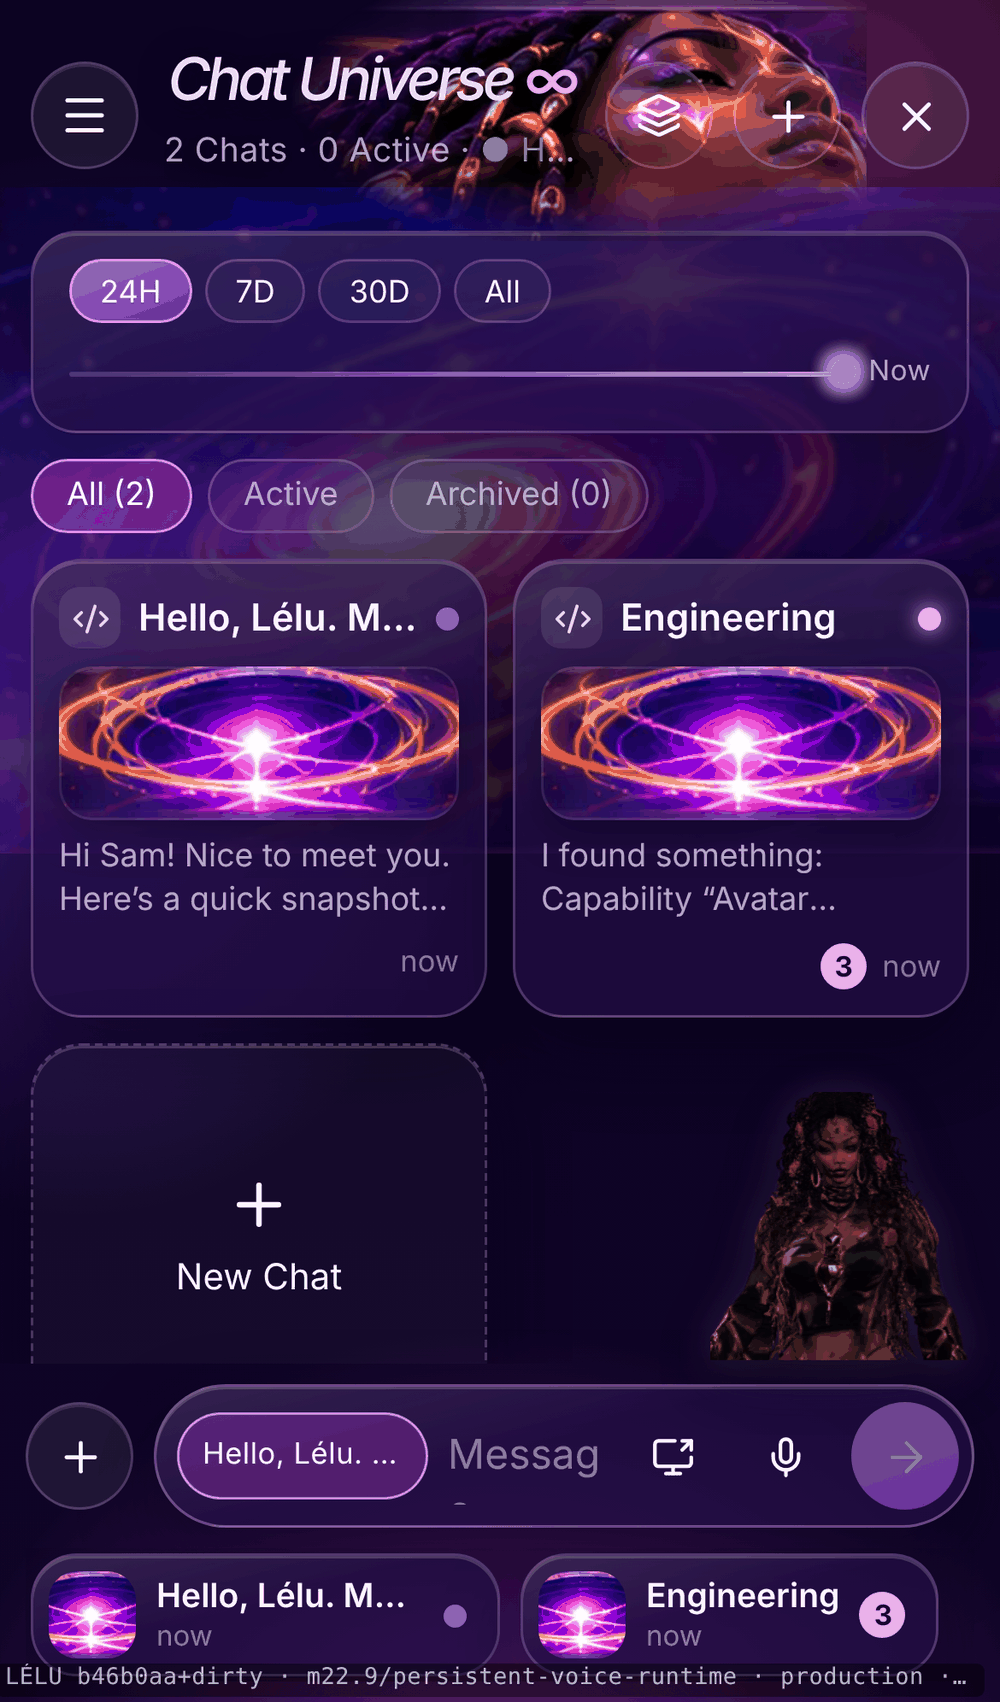 Chat Universe ∞
2 Chats · 0 Active · H...
24H 7D 30D All
Now
All (2) Active Archived (0)
</> Hello, Lélu. M...
Hi Sam! Nice to meet you.
Here’s a quick snapshot...
now
</> Engineering
I found something:
Capability “Avatar...
3 now
New Chat
Hello, Lélu. ... Messag
Hello, Lélu. M...
now
Engineering
now
3
LÉLU b46b0aa+dirty · m22.9/persistent-voice-runtime · production ·…